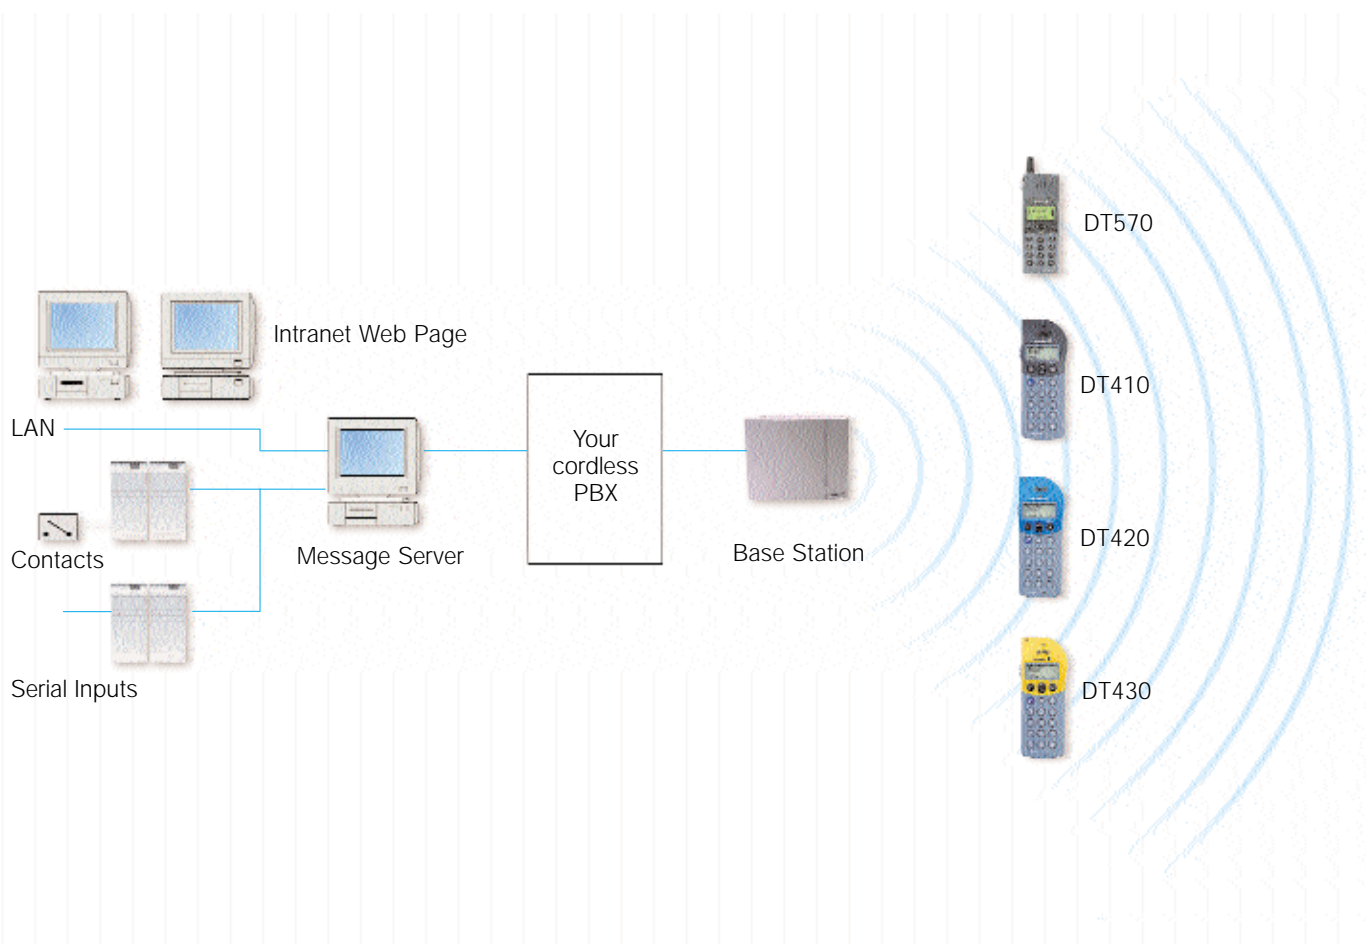 DT570
Intranet Web Page
DT410
LAN
Your
cordless
PBX
Contacts
Message Server
Base Station
DT420
Serial Inputs
DT430